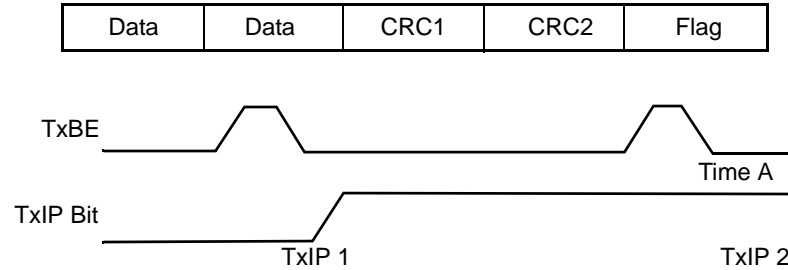 Data Data CRC1 CRC2 Flag
TxBE
Time A
TxIP Bit
TxIP 1 TxIP 2